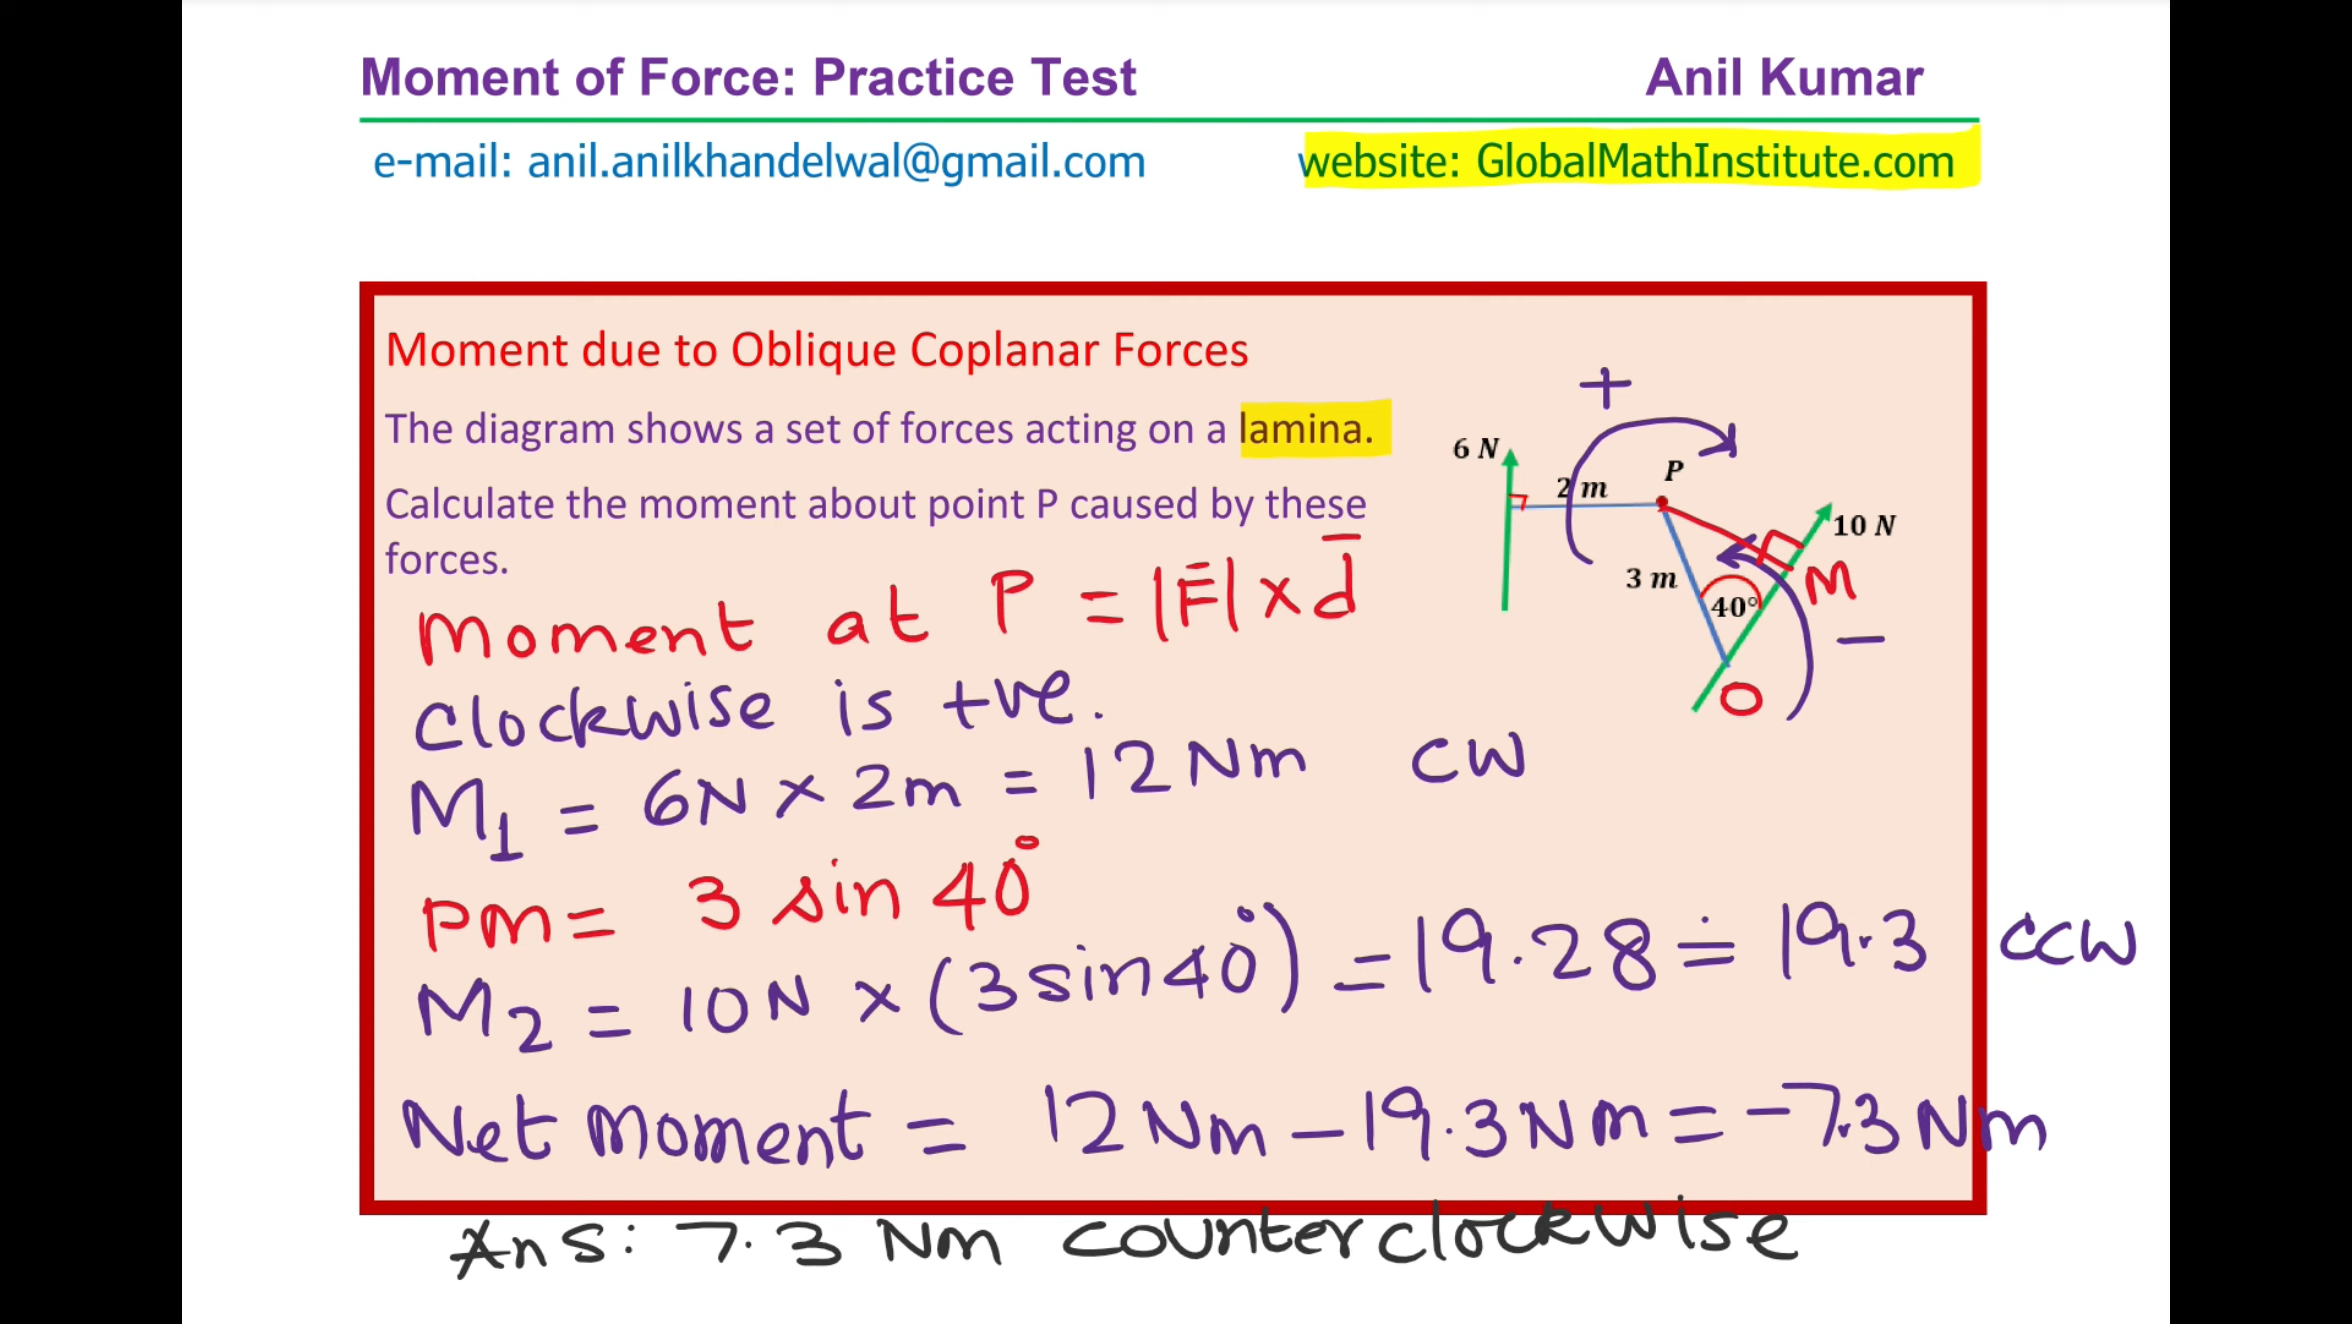 Moment of Force: Practice Test Anil Kumar
e-mail: anil.anilkhandelwal@gmail.com website: GlobalMathInstitute.com
Moment due to Oblique Coplanar Forces
The diagram shows a set of forces acting on a lamina.
Calculate the moment about point P caused by these
forces.
+
6 N
2 m
P
10 N
3 m
40°
M
−
O
Moment at P = |F̄| × d̄
Clockwise is +ve.
M₁ = 6N × 2m = 12 Nm CW
PM = 3 sin 40°
M₂ = 10N × (3 sin 40°) = 19.28 ≐ 19.3 CCW
Net Moment = 12 Nm − 19.3 Nm = −7.3 Nm
Ans: 7.3 Nm counterclockwise